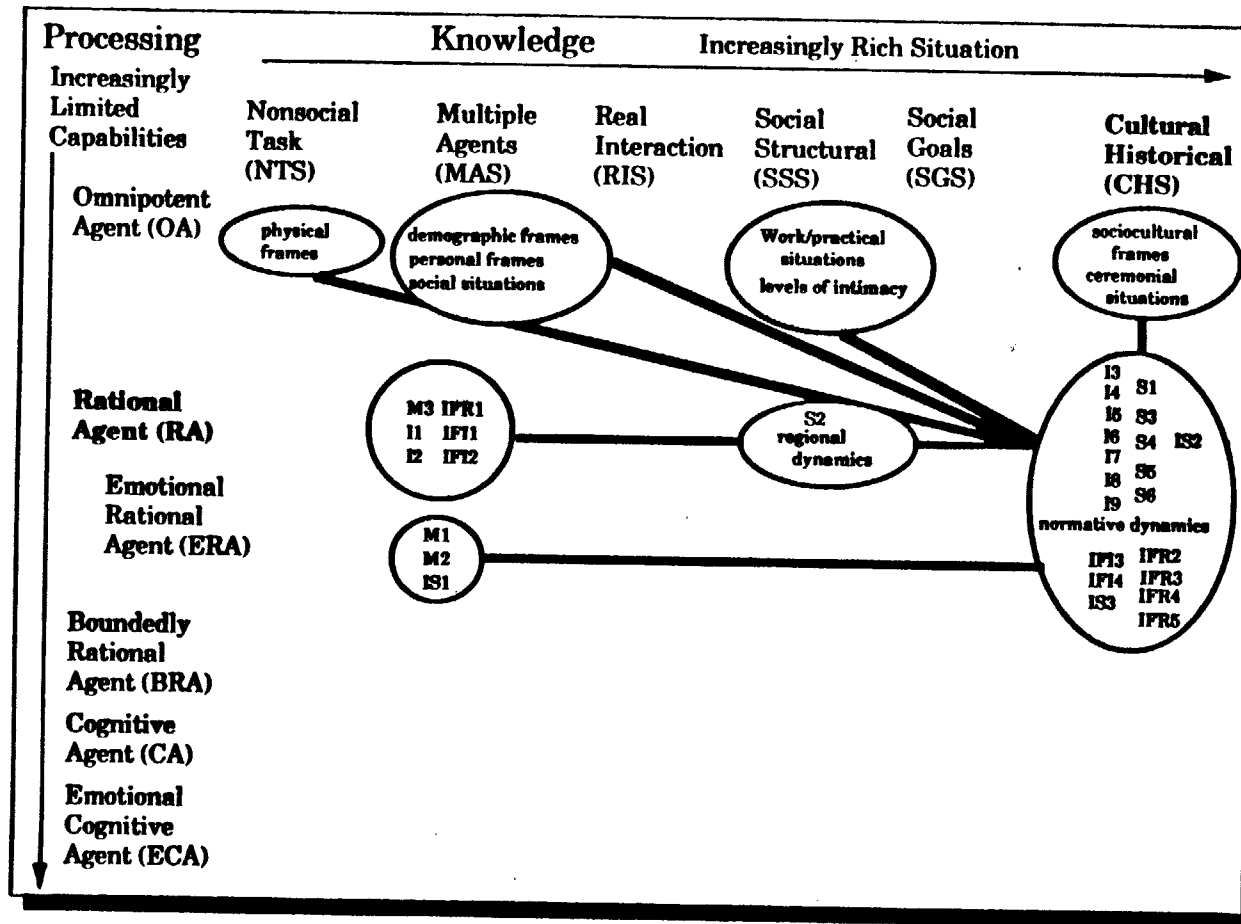 Processing
Knowledge
Increasingly Rich Situation
Increasingly
Limited
Capabilities
Nonsocial
Task
(NTS)
Multiple
Agents
(MAS)
Real
Interaction
(RIS)
Social
Structural
(SSS)
Social
Goals
(SGS)
Cultural
Historical
(CHS)
Omnipotent
Agent (OA)
physical
frames
demographic frames
personal frames
social situations
Work/practical
situations
levels of intimacy
sociocultural
frames
ceremonial
situations
Rational
Agent (RA)
M3 IFR1
I1 IFI1
I2 IFI2
S2
regional
dynamics
I3
I4 S1
I5 S3
I6 S4 IS2
I7
I8 S5
I9 S6
normative dynamics
IFI3 IFR2
IFI4 IFR3
IS3 IFR4
IFR5
Emotional
Rational
Agent (ERA)
M1
M2
IS1
Boundedly
Rational
Agent (BRA)
Cognitive
Agent (CA)
Emotional
Cognitive
Agent (ECA)